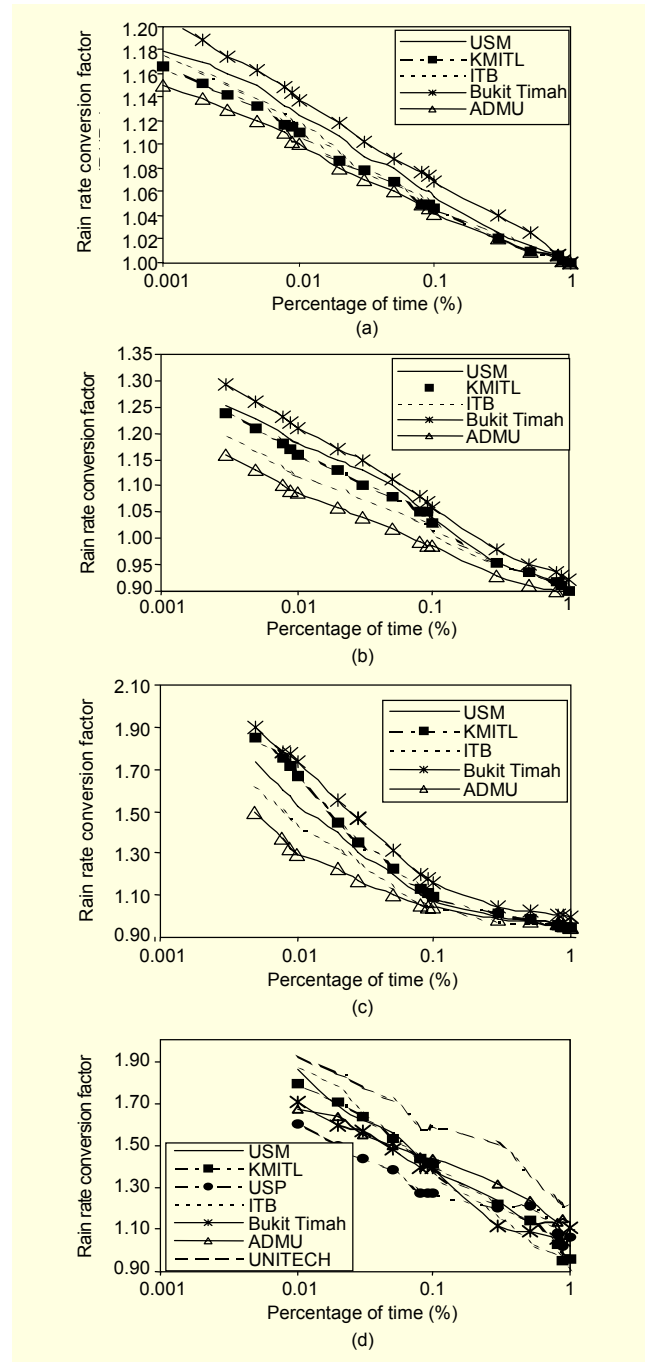 Rain rate conversion factor
1.20
1.18
1.16
1.14
1.12
1.10
1.08
1.06
1.04
1.02
1.00
USM
KMITL
ITB
Bukit Timah
ADMU
0.001 0.01 0.1 1
Percentage of time (%)
(a)
Rain rate conversion factor
1.35
1.30
1.25
1.20
1.15
1.10
1.05
1.00
0.95
0.90
USM
KMITL
ITB
Bukit Timah
ADMU
0.001 0.01 0.1 1
Percentage of time (%)
(b)
Rain rate conversion factor
2.10
1.90
1.70
1.50
1.30
1.10
0.90
USM
KMITL
ITB
Bukit Timah
ADMU
0.001 0.01 0.1 1
Percentage of time (%)
(c)
Rain rate conversion factor
1.90
1.70
1.50
1.30
1.10
0.90
USM
KMITL
USP
ITB
Bukit Timah
ADMU
UNITECH
0.001 0.01 0.1 1
Percentage of time (%)
(d)